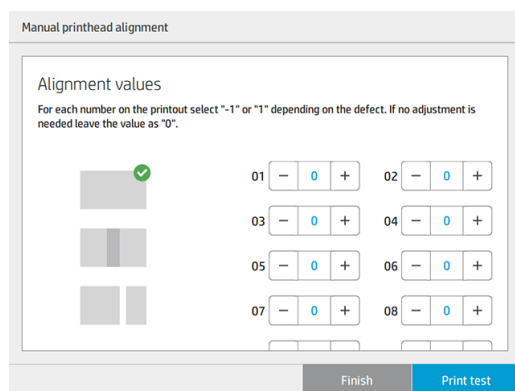 Manual printhead alignment
Alignment values
For each number on the printout select "-1" or "1" depending on the defect. If no adjustment is
needed leave the value as "0".
01 − 0 + 02 − 0 +
03 − 0 + 04 − 0 +
05 − 0 + 06 − 0 +
07 − 0 + 08 − 0 +
Finish Print test